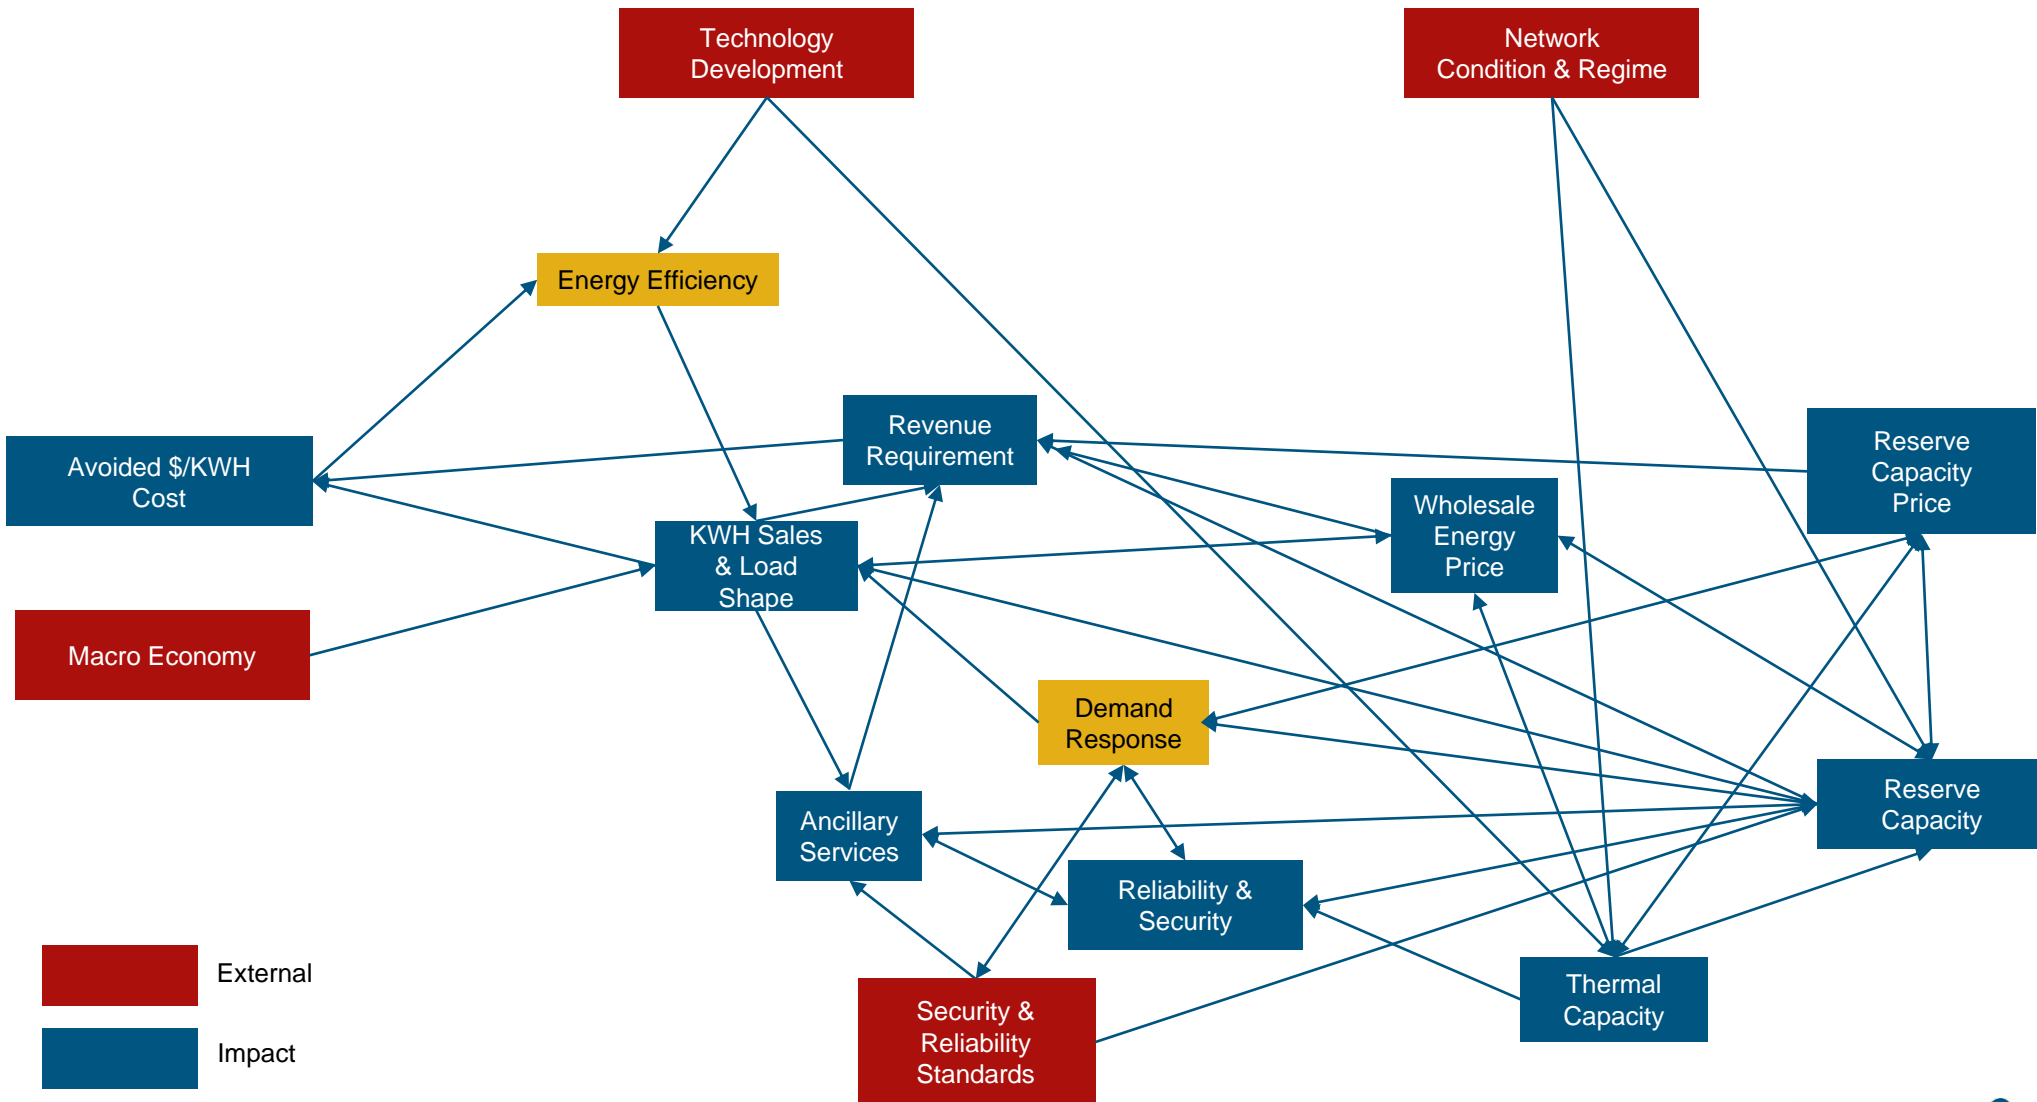 Technology
Development
Network
Condition & Regime
Energy Efficiency
Revenue
Requirement
Reserve
Capacity
Price
Avoided $/KWH
Cost
Wholesale
Energy
Price
KWH Sales
& Load
Shape
Macro Economy
Demand
Response
Reserve
Capacity
Ancillary
Services
Reliability &
Security
Thermal
Capacity
Security &
Reliability
Standards
External
Impact